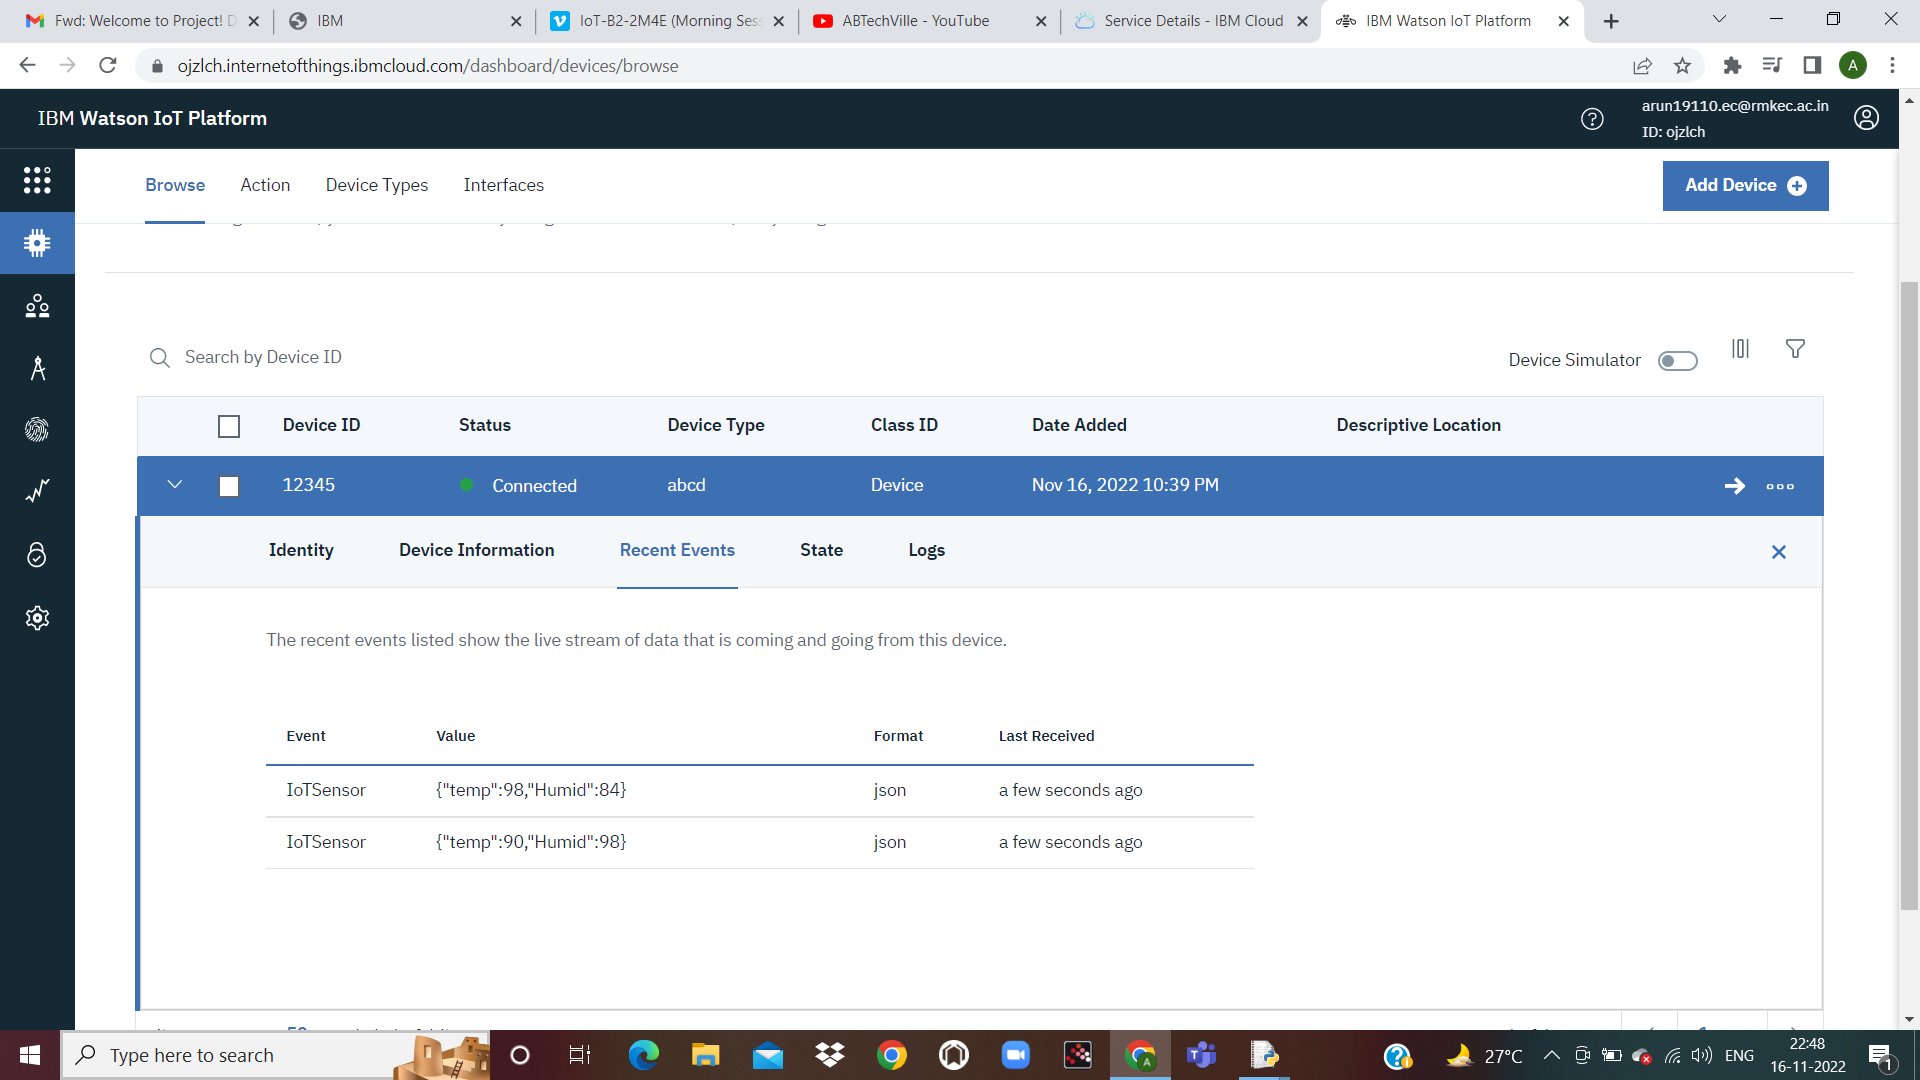 Fwd: Welcome to Project! D
IBM
IoT-B2-2M4E (Morning Ses
ABTechVille - YouTube
Service Details - IBM Cloud
IBM Watson IoT Platform
ojzlch.internetofthings.ibmcloud.com/dashboard/devices/browse
A
IBM Watson IoT Platform
arun19110.ec@rmkec.ac.in
ID: ojzlch
Browse
Action
Device Types
Interfaces
Add Device
Search by Device ID
Device Simulator
Device ID
Status
Device Type
Class ID
Date Added
Descriptive Location
12345
Connected
abcd
Device
Nov 16, 2022 10:39 PM
Identity
Device Information
Recent Events
State
Logs
The recent events listed show the live stream of data that is coming and going from this device.
Event
Value
Format
Last Received
IoTSensor
{"temp":98,"Humid":84}
json
a few seconds ago
IoTSensor
{"temp":90,"Humid":98}
json
a few seconds ago
Type here to search
27°C
ENG
22:48
16-11-2022
1